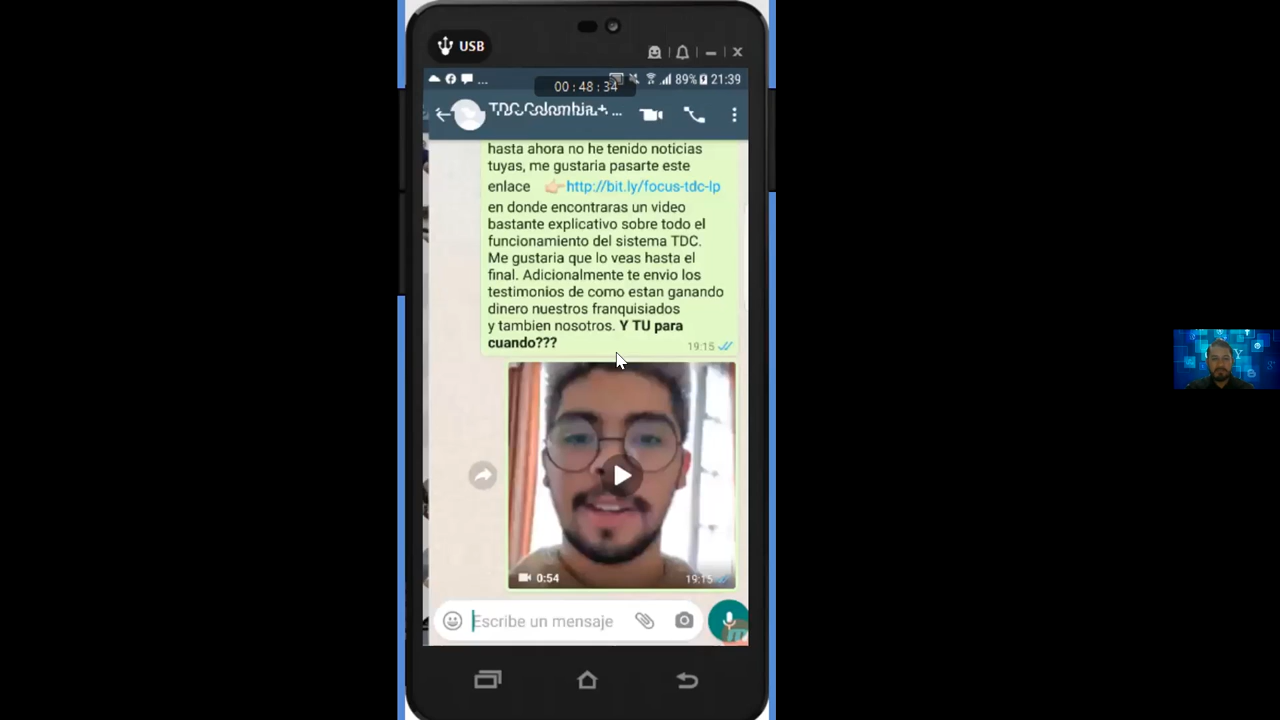 USB
... 89% 21:39
00:48:34
TDC Colombia + ...
hasta ahora no he tenido noticias
tuyas, me gustaria pasarte este
enlace 👉🏻http://bit.ly/focus-tdc-lp
en donde encontraras un video
bastante explicativo sobre todo el
funcionamiento del sistema TDC.
Me gustaria que lo veas hasta el
final. Adicionalmente te envio los
testimonios de como estan ganando
dinero nuestros franquisiados
y tambien nosotros. Y TU para
cuando???
19:15
0:54 19:15
Escribe un mensaje